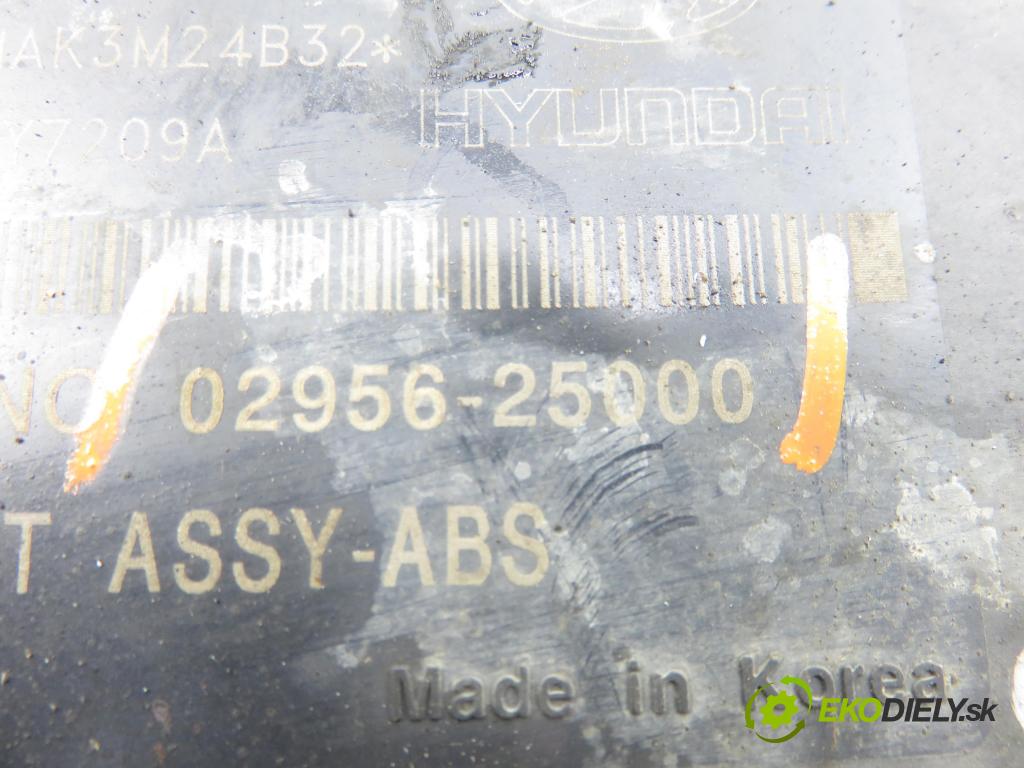 AK3M24B32*
HYUNDAI
Y7209A
NO 02956-25000
T ASSY-ABS
Made in Korea
EKODIELY.sk